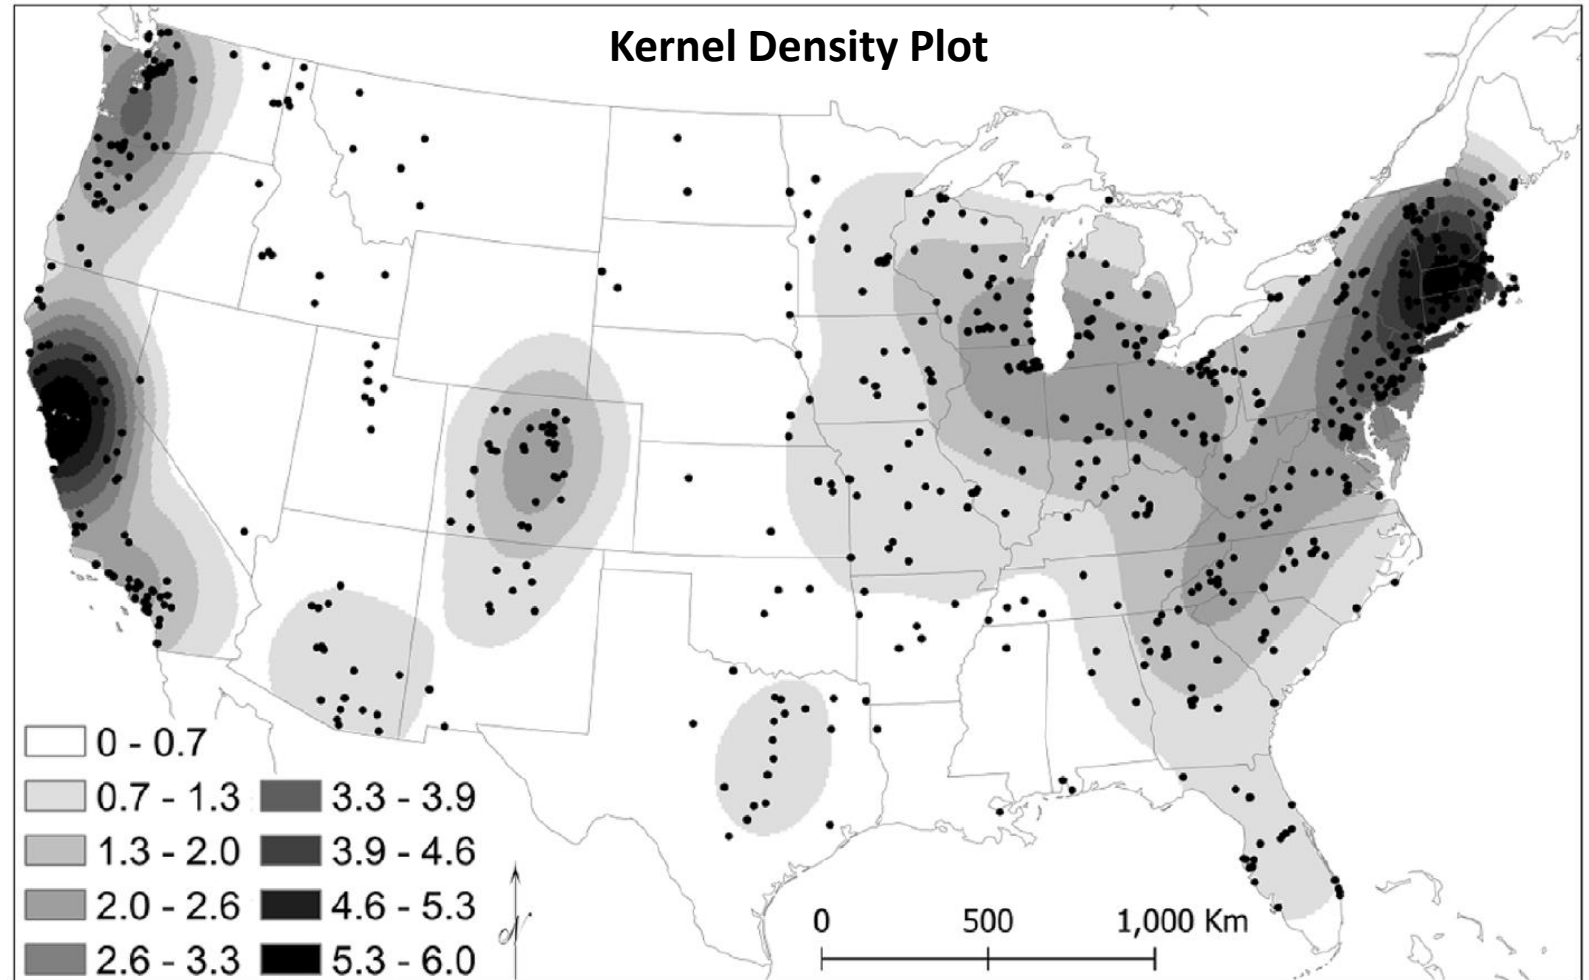 Kernel Density Plot
0 - 0.7
0.7 - 1.3
3.3 - 3.9
1.3 - 2.0
3.9 - 4.6
2.0 - 2.6
4.6 - 5.3
2.6 - 3.3
5.3 - 6.0
0
500
1,000 Km